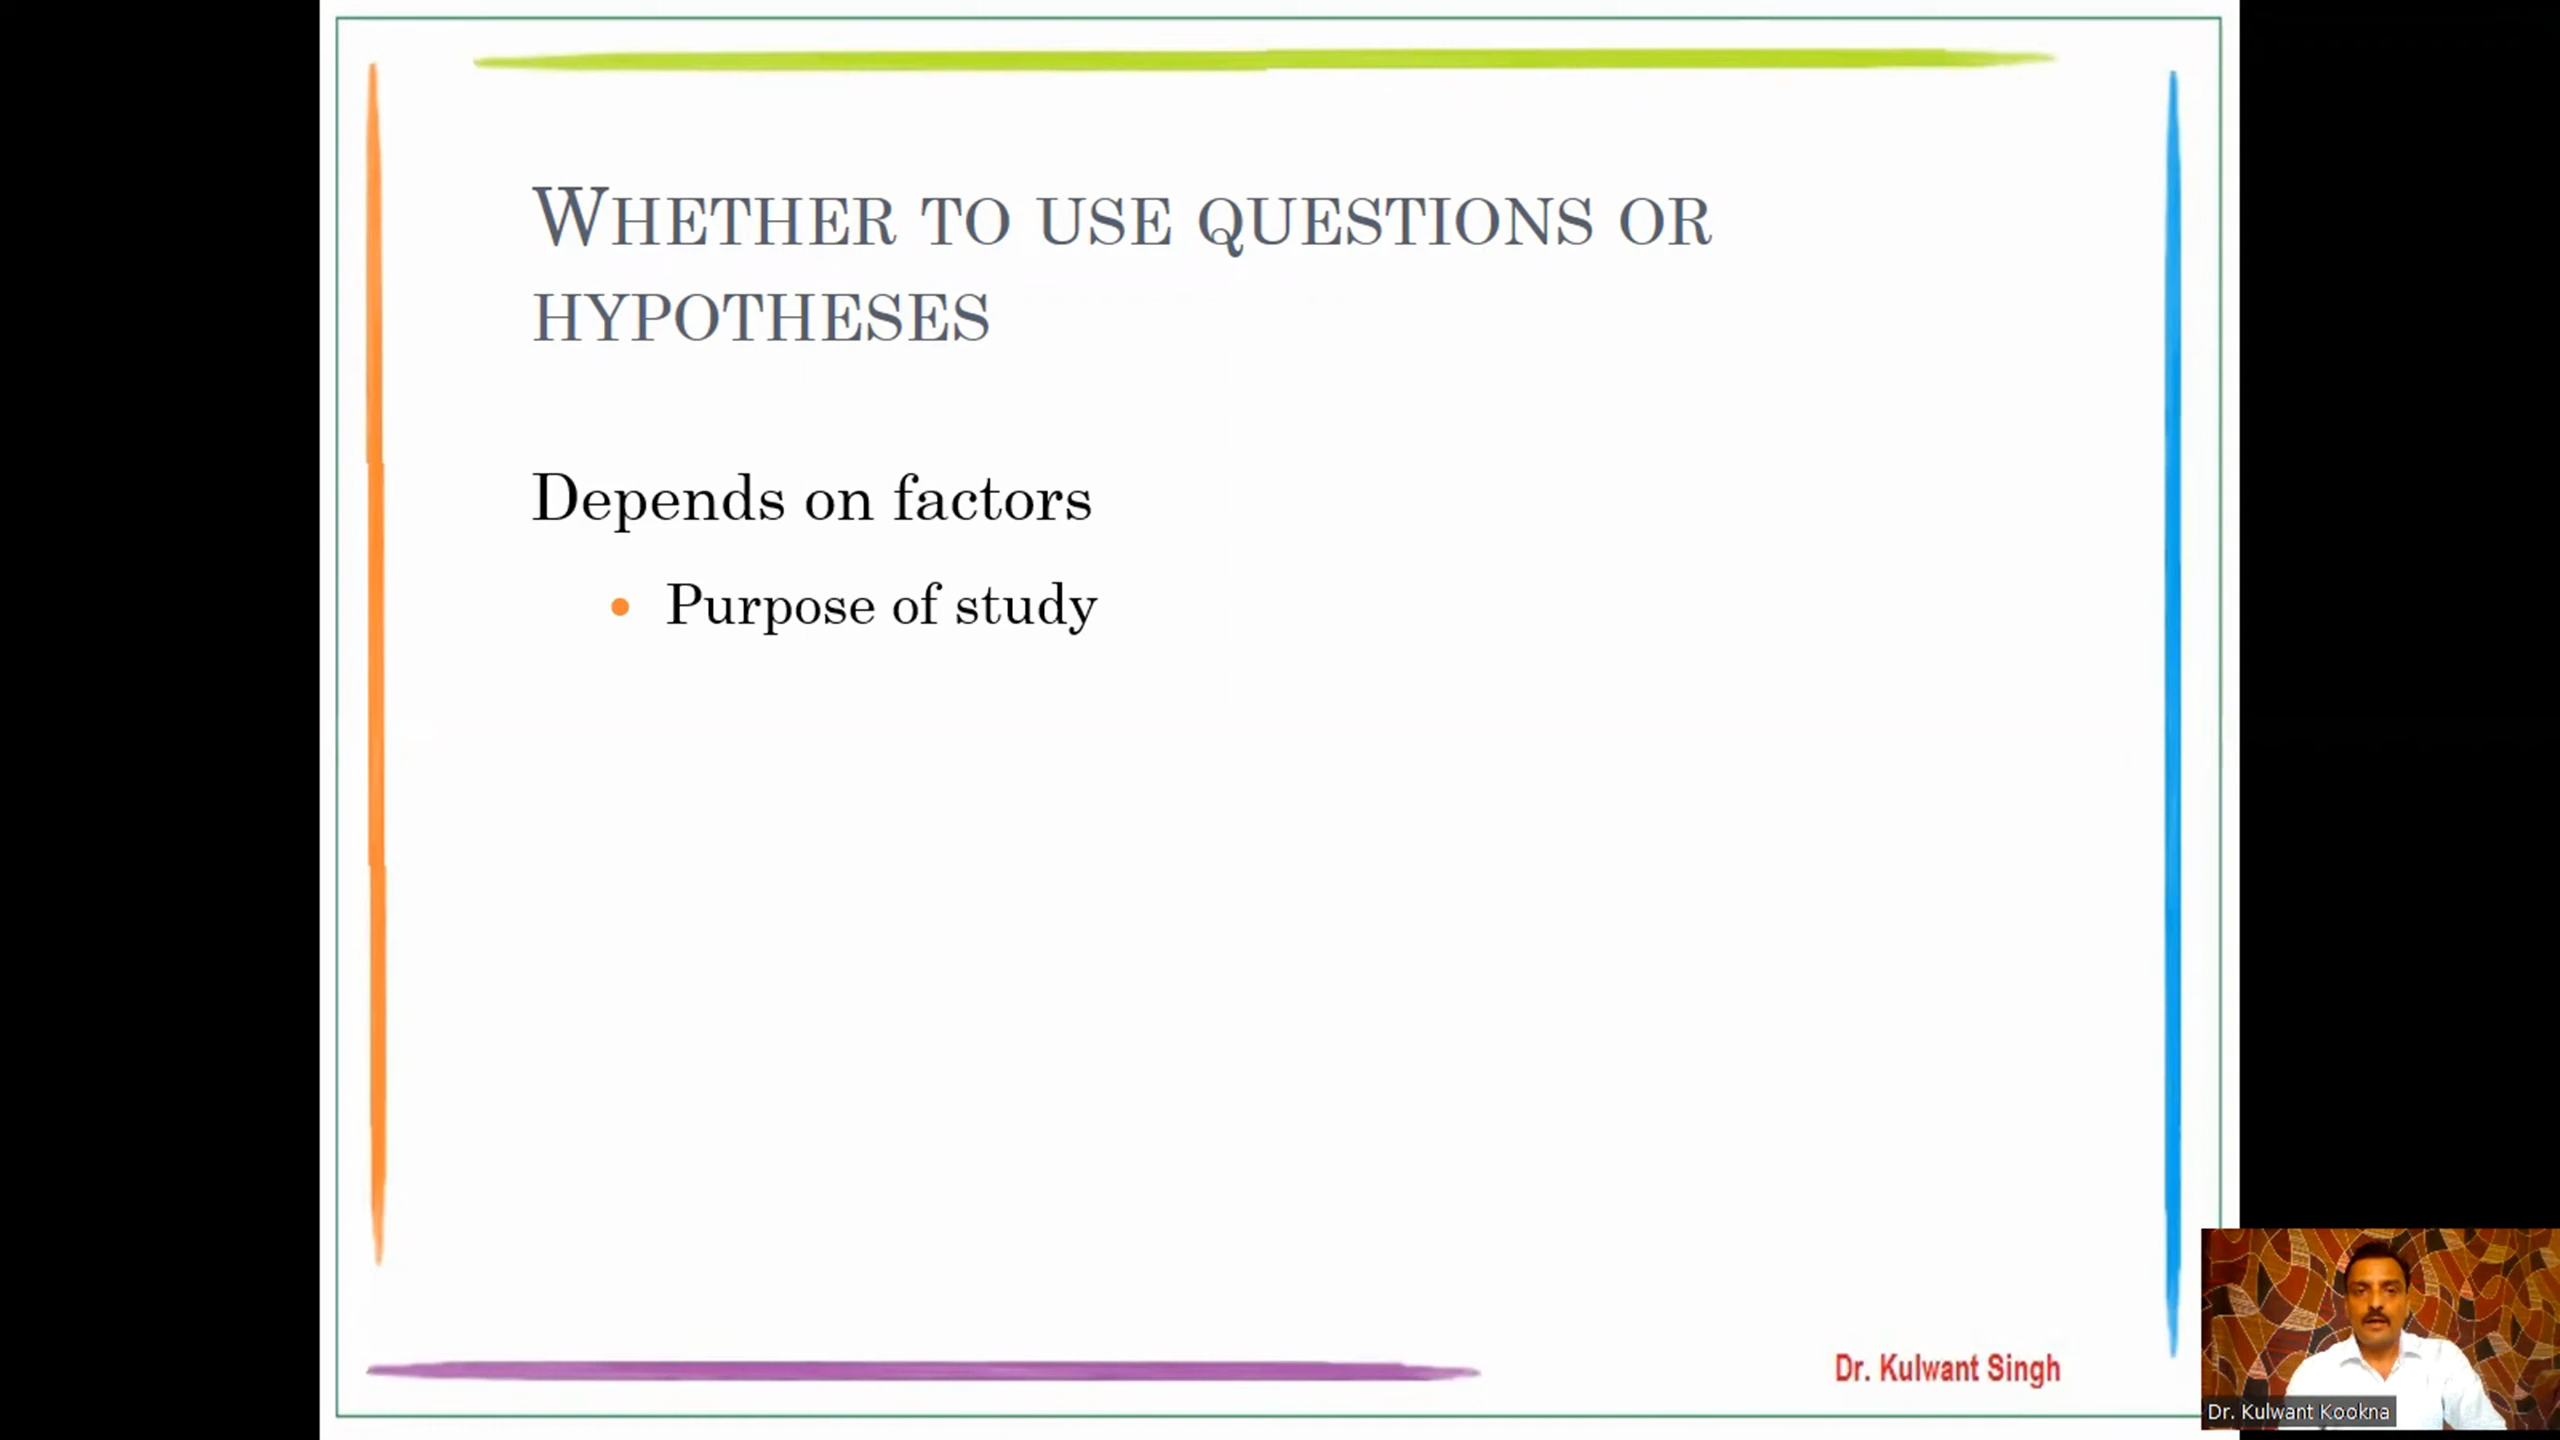 WHETHER TO USE QUESTIONS OR
HYPOTHESES
Depends on factors
• Purpose of study
Dr. Kulwant Singh
Dr. Kulwant Kookna